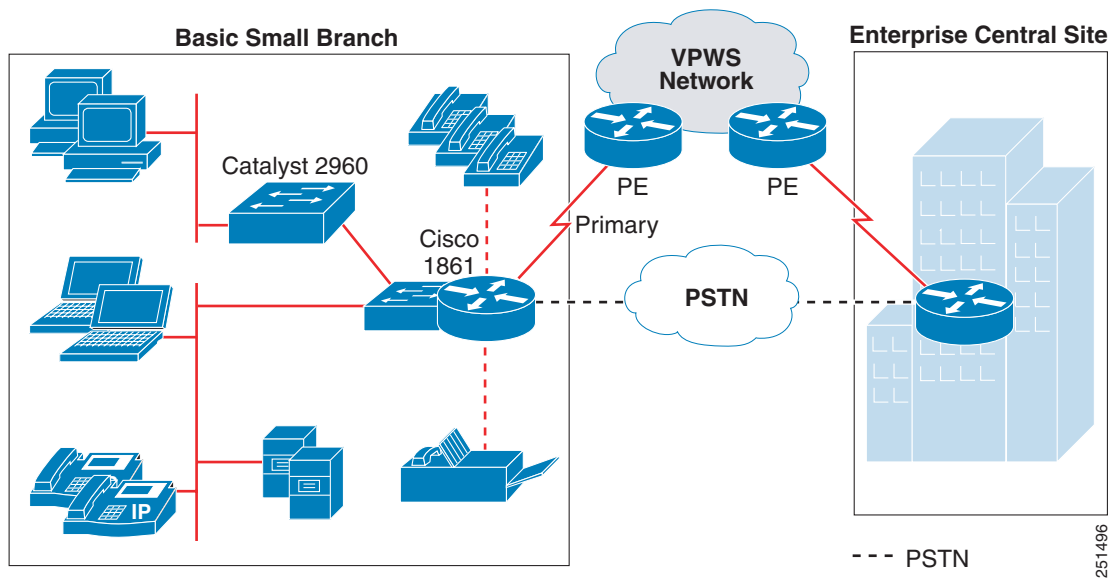 Basic Small Branch
Enterprise Central Site
VPWS
Network
Catalyst 2960
PE
PE
Cisco
1861
Primary
PSTN
IP
--- PSTN
251496